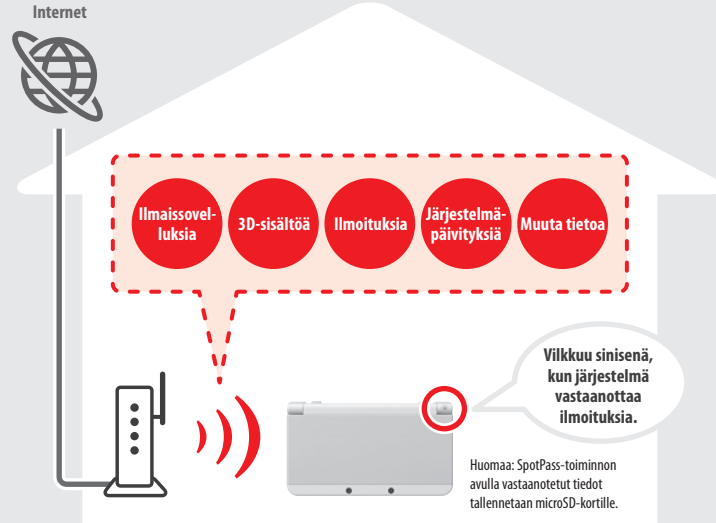 Internet
Ilmaissovel-
luksia
3D-sisältöä
Ilmoituksia
Järjestelmä-
päivityksiä
Muuta tietoa
Vilkkuu sinisenä,
kun järjestelmä
vastaanottaa
ilmoituksia.
Huomaa: SpotPass-toiminnon
avulla vastaanotetut tiedot
tallennetaan microSD-kortille.